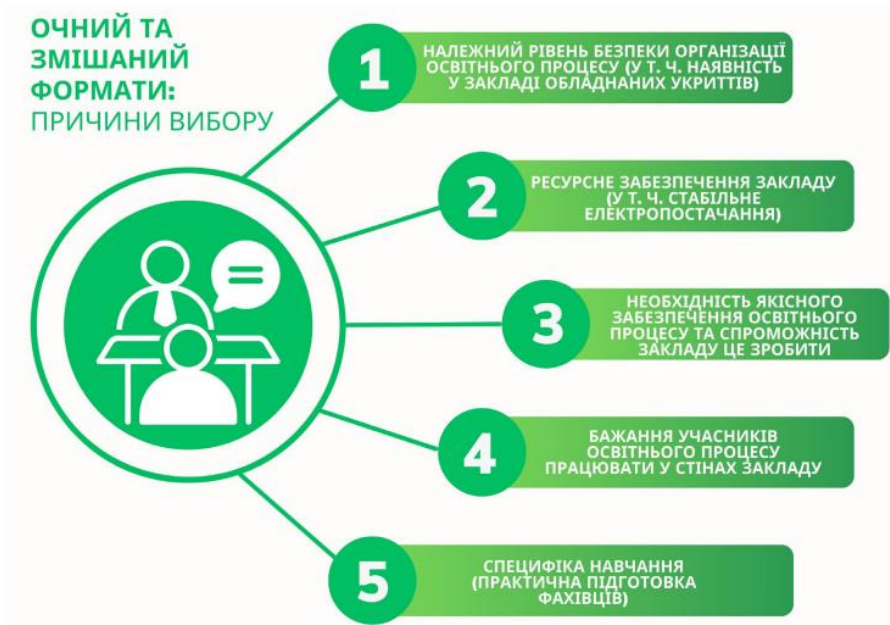 ОЧНИЙ ТА
ЗМІШАНИЙ
ФОРМАТИ:
ПРИЧИНИ ВИБОРУ
1
НАЛЕЖНИЙ РІВЕНЬ БЕЗПЕКИ ОРГАНІЗАЦІЇ
ОСВІТНЬОГО ПРОЦЕСУ (У Т. Ч. НАЯВНІСТЬ
У ЗАКЛАДІ ОБЛАДНАНИХ УКРИТТІВ)
2
РЕСУРСНЕ ЗАБЕЗПЕЧЕННЯ ЗАКЛАДУ
(У Т. Ч. СТАБІЛЬНЕ
ЕЛЕКТРОПОСТАЧАННЯ)
3
НЕОБХІДНІСТЬ ЯКІСНОГО
ЗАБЕЗПЕЧЕННЯ ОСВІТНЬОГО
ПРОЦЕСУ ТА СПРОМОЖНІСТЬ
ЗАКЛАДУ ЦЕ ЗРОБИТИ
4
БАЖАННЯ УЧАСНИКІВ
ОСВІТНЬОГО ПРОЦЕСУ
ПРАЦЮВАТИ У СТІНАХ ЗАКЛАДУ
5
СПЕЦИФІКА НАВЧАННЯ
(ПРАКТИЧНА ПІДГОТОВКА
ФАХІВЦІВ)